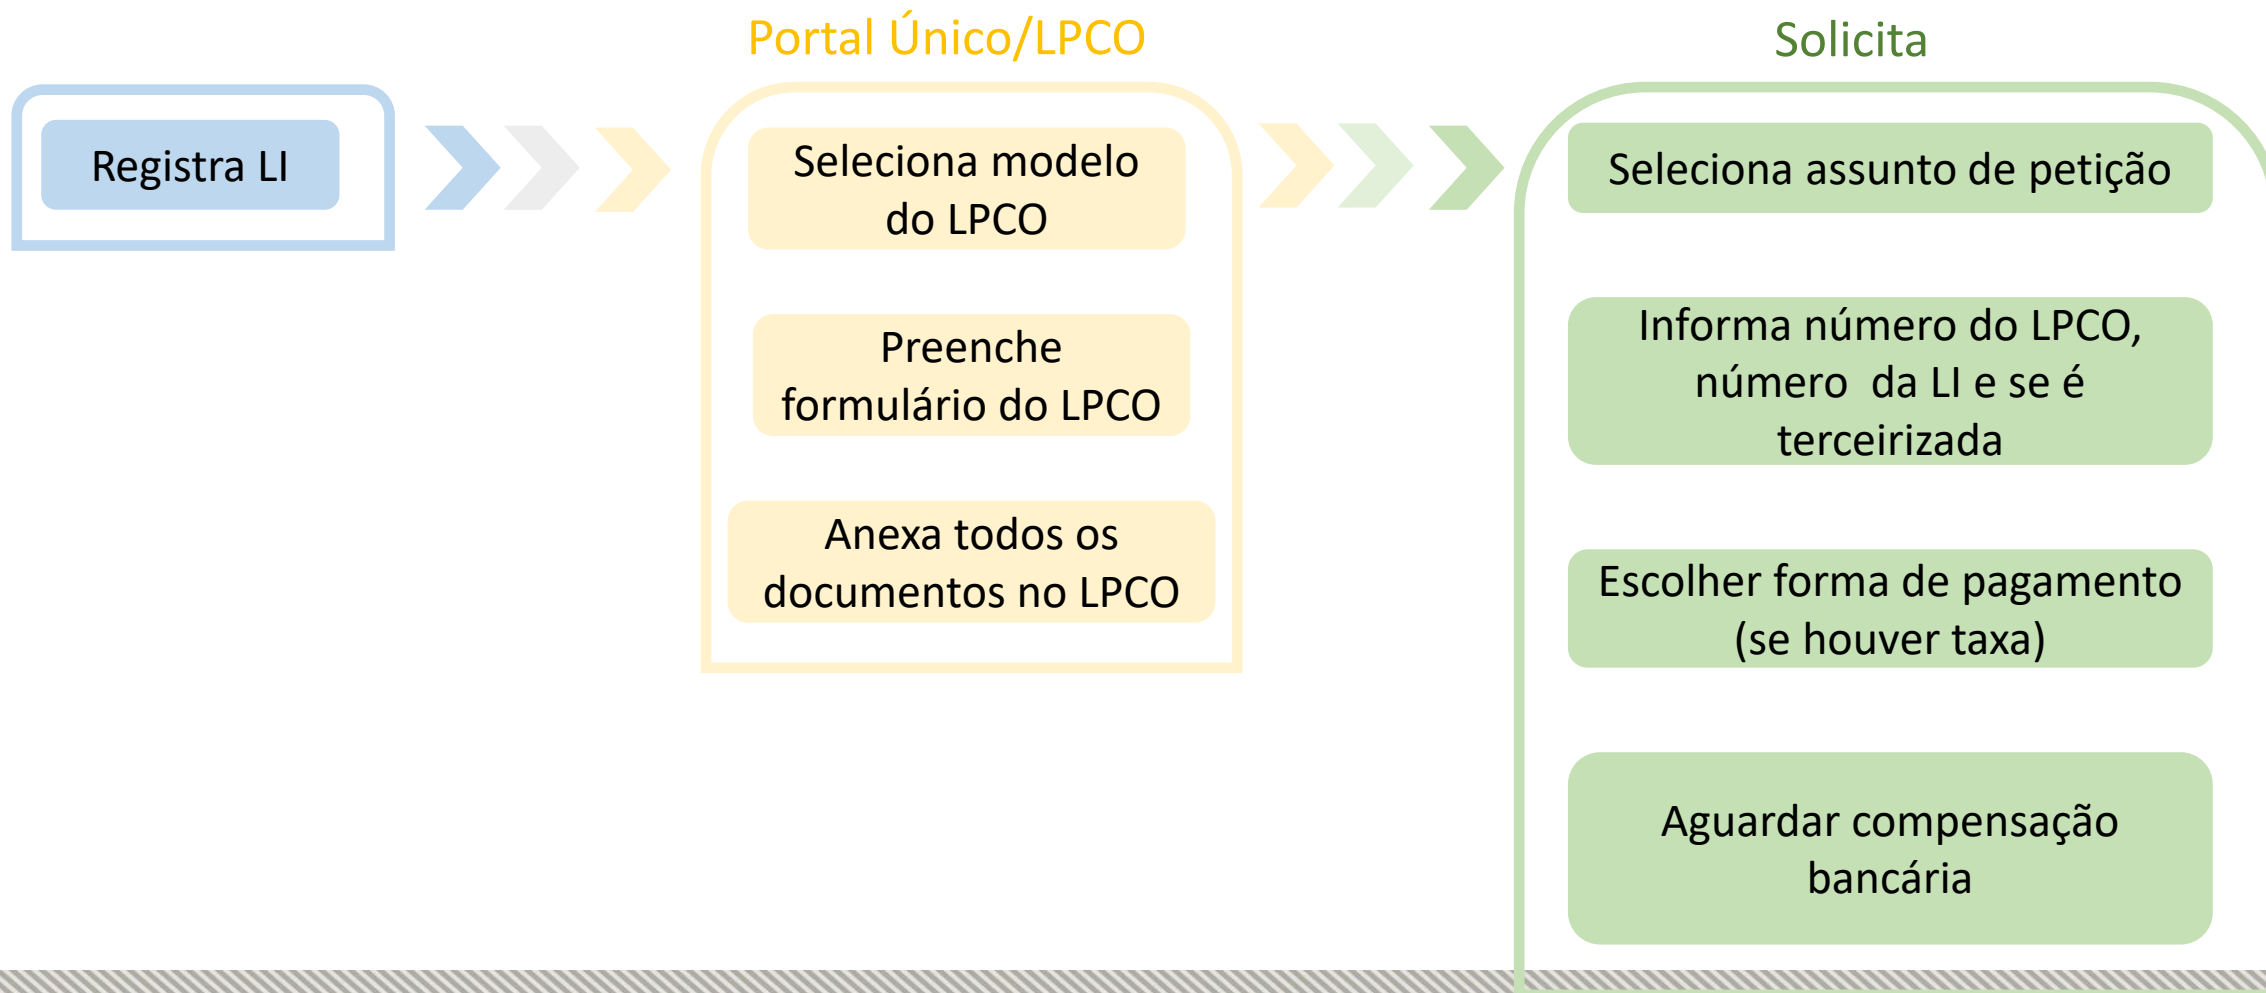 Registra LI
Portal Único/LPCO
Seleciona modelo
do LPCO
Preenche
formulário do LPCO
Anexa todos os
documentos no LPCO
Solicita
Seleciona assunto de petição
Informa número do LPCO,
número  da LI e se é
terceirizada
Escolher forma de pagamento
(se houver taxa)
Aguardar compensação
bancária